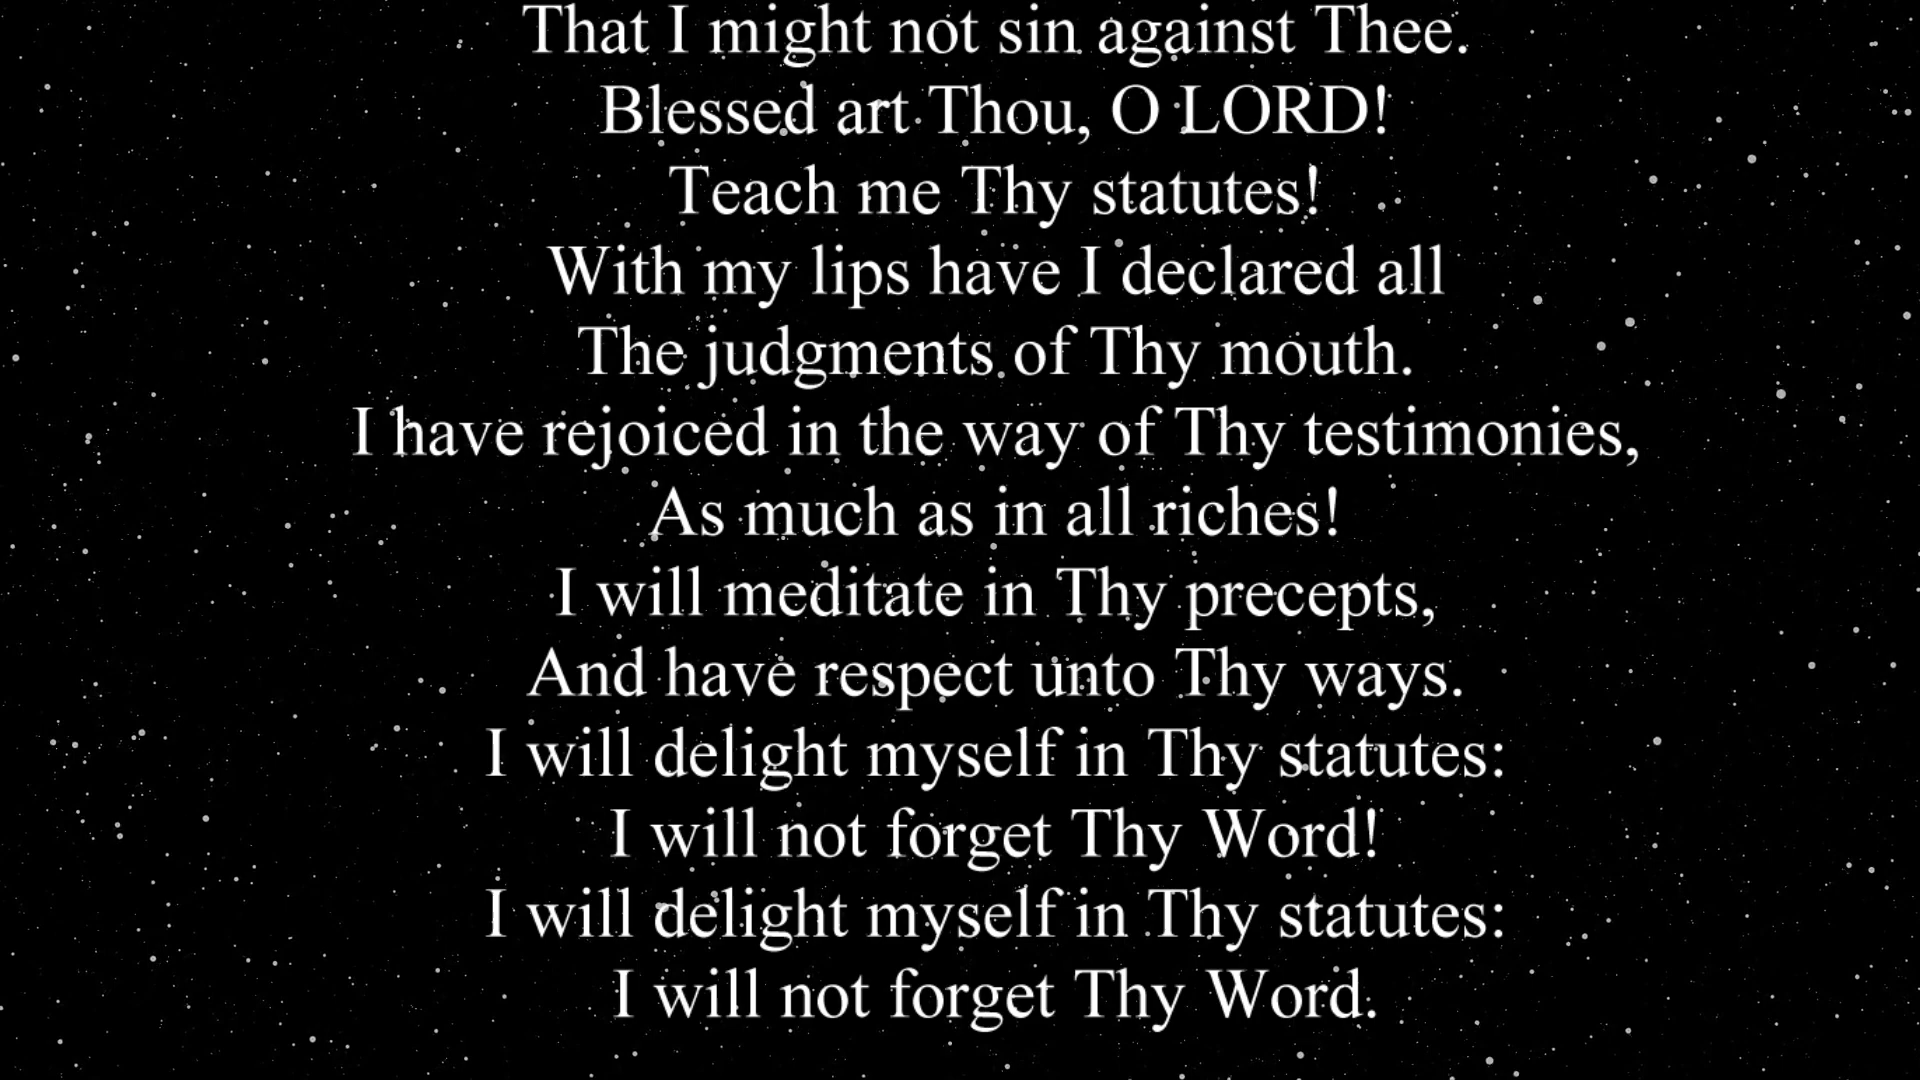 That I might not sin against Thee.
Blessed art Thou, O LORD!
Teach me Thy statutes!
With my lips have I declared all
The judgments of Thy mouth.
I have rejoiced in the way of Thy testimonies,
As much as in all riches!
I will meditate in Thy precepts,
And have respect unto Thy ways.
I will delight myself in Thy statutes:
I will not forget Thy Word!
I will delight myself in Thy statutes:
I will not forget Thy Word.